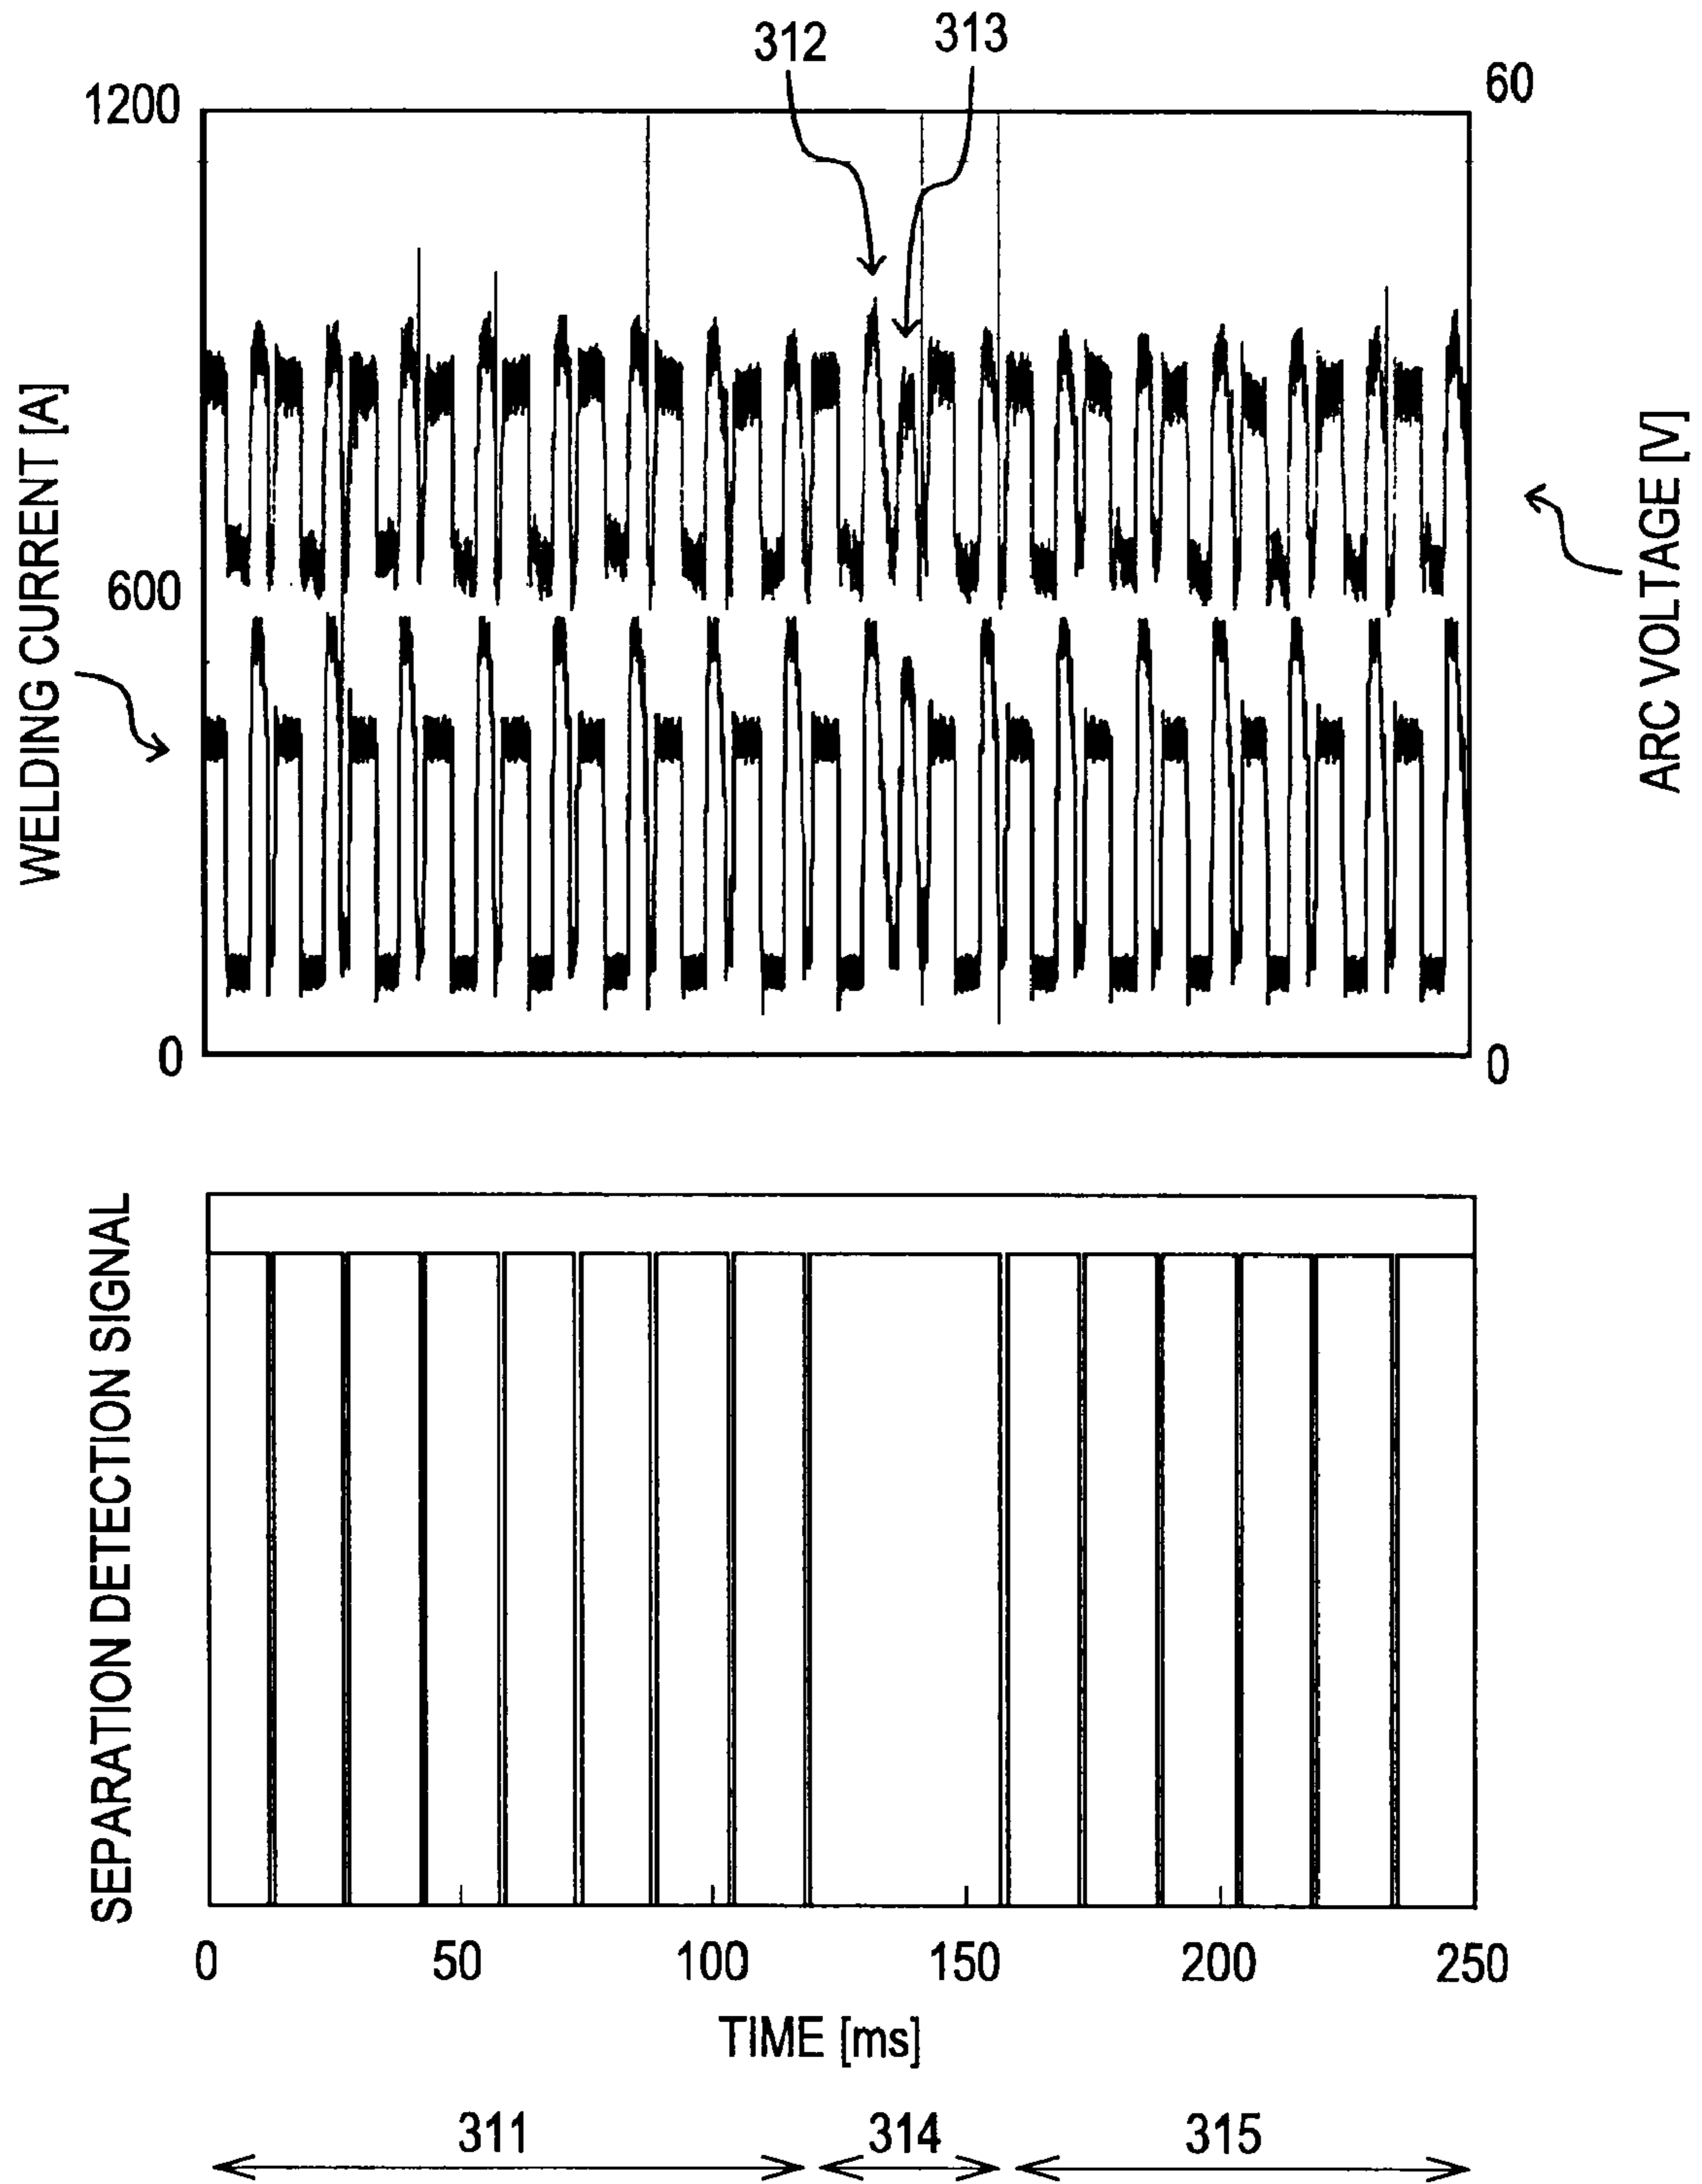 312
313
1200
60
WELDING CURRENT [A]
600
ARC VOLTAGE [V]
0
0
SEPARATION DETECTION SIGNAL
0 50 100 150 200 250
TIME [ms]
311 314 315